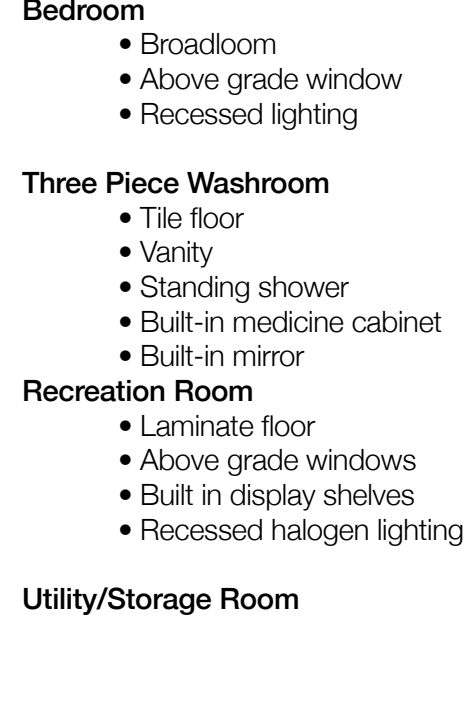 Bedroom
• Broadloom
• Above grade window
• Recessed lighting
Three Piece Washroom
• Tile floor
• Vanity
• Standing shower
• Built-in medicine cabinet
• Built-in mirror
Recreation Room
• Laminate floor
• Above grade windows
• Built in display shelves
• Recessed halogen lighting
Utility/Storage Room